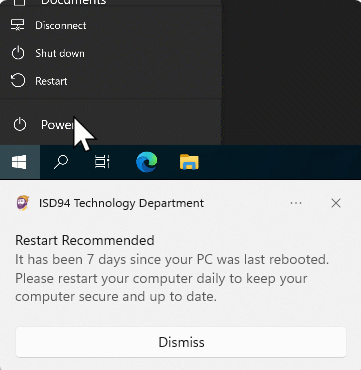 Documents
Disconnect
Shut down
Restart
Power
ISD94 Technology Department
Restart Recommended
It has been 7 days since your PC was last rebooted.
Please restart your computer daily to keep your
computer secure and up to date.
Dismiss